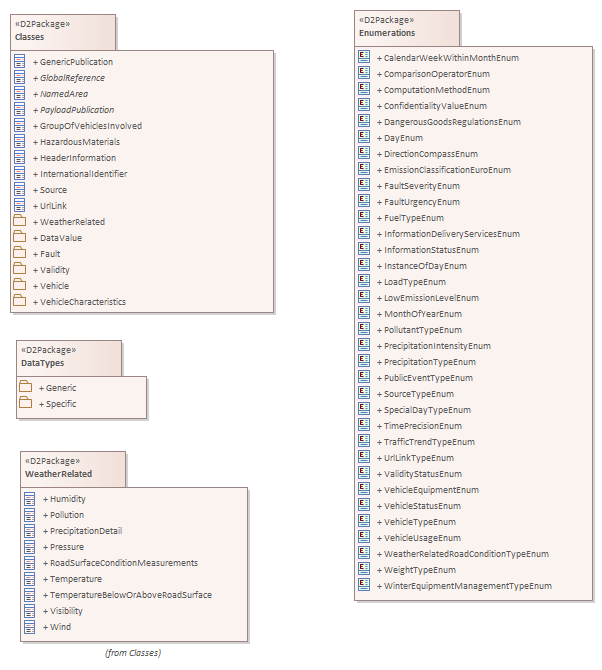 «D2Package»
Classes
+ GenericPublication
+ GlobalReference
+ NamedArea
+ PayloadPublication
+ GroupOfVehiclesInvolved
+ HazardousMaterials
+ HeaderInformation
+ InternationalIdentifier
+ Source
+ UrlLink
+ WeatherRelated
+ DataValue
+ Fault
+ Validity
+ Vehicle
+ VehicleCharacteristics
«D2Package»
DataTypes
+ Generic
+ Specific
«D2Package»
WeatherRelated
+ Humidity
+ Pollution
+ PrecipitationDetail
+ Pressure
+ RoadSurfaceConditionMeasurements
+ Temperature
+ TemperatureBelowOrAboveRoadSurface
+ Visibility
+ Wind
(from Classes)
«D2Package»
Enumerations
+ CalendarWeekWithinMonthEnum
+ ComparisonOperatorEnum
+ ComputationMethodEnum
+ ConfidentialityValueEnum
+ DangerousGoodsRegulationsEnum
+ DayEnum
+ DirectionCompassEnum
+ EmissionClassificationEuroEnum
+ FaultSeverityEnum
+ FaultUrgencyEnum
+ FuelTypeEnum
+ InformationDeliveryServicesEnum
+ InformationStatusEnum
+ InstanceOfDayEnum
+ LoadTypeEnum
+ LowEmissionLevelEnum
+ MonthOfYearEnum
+ PollutantTypeEnum
+ PrecipitationIntensityEnum
+ PrecipitationTypeEnum
+ PublicEventTypeEnum
+ SourceTypeEnum
+ SpecialDayTypeEnum
+ TimePrecisionEnum
+ TrafficTrendTypeEnum
+ UrlLinkTypeEnum
+ ValidityStatusEnum
+ VehicleEquipmentEnum
+ VehicleStatusEnum
+ VehicleTypeEnum
+ VehicleUsageEnum
+ WeatherRelatedRoadConditionTypeEnum
+ WeightTypeEnum
+ WinterEquipmentManagementTypeEnum